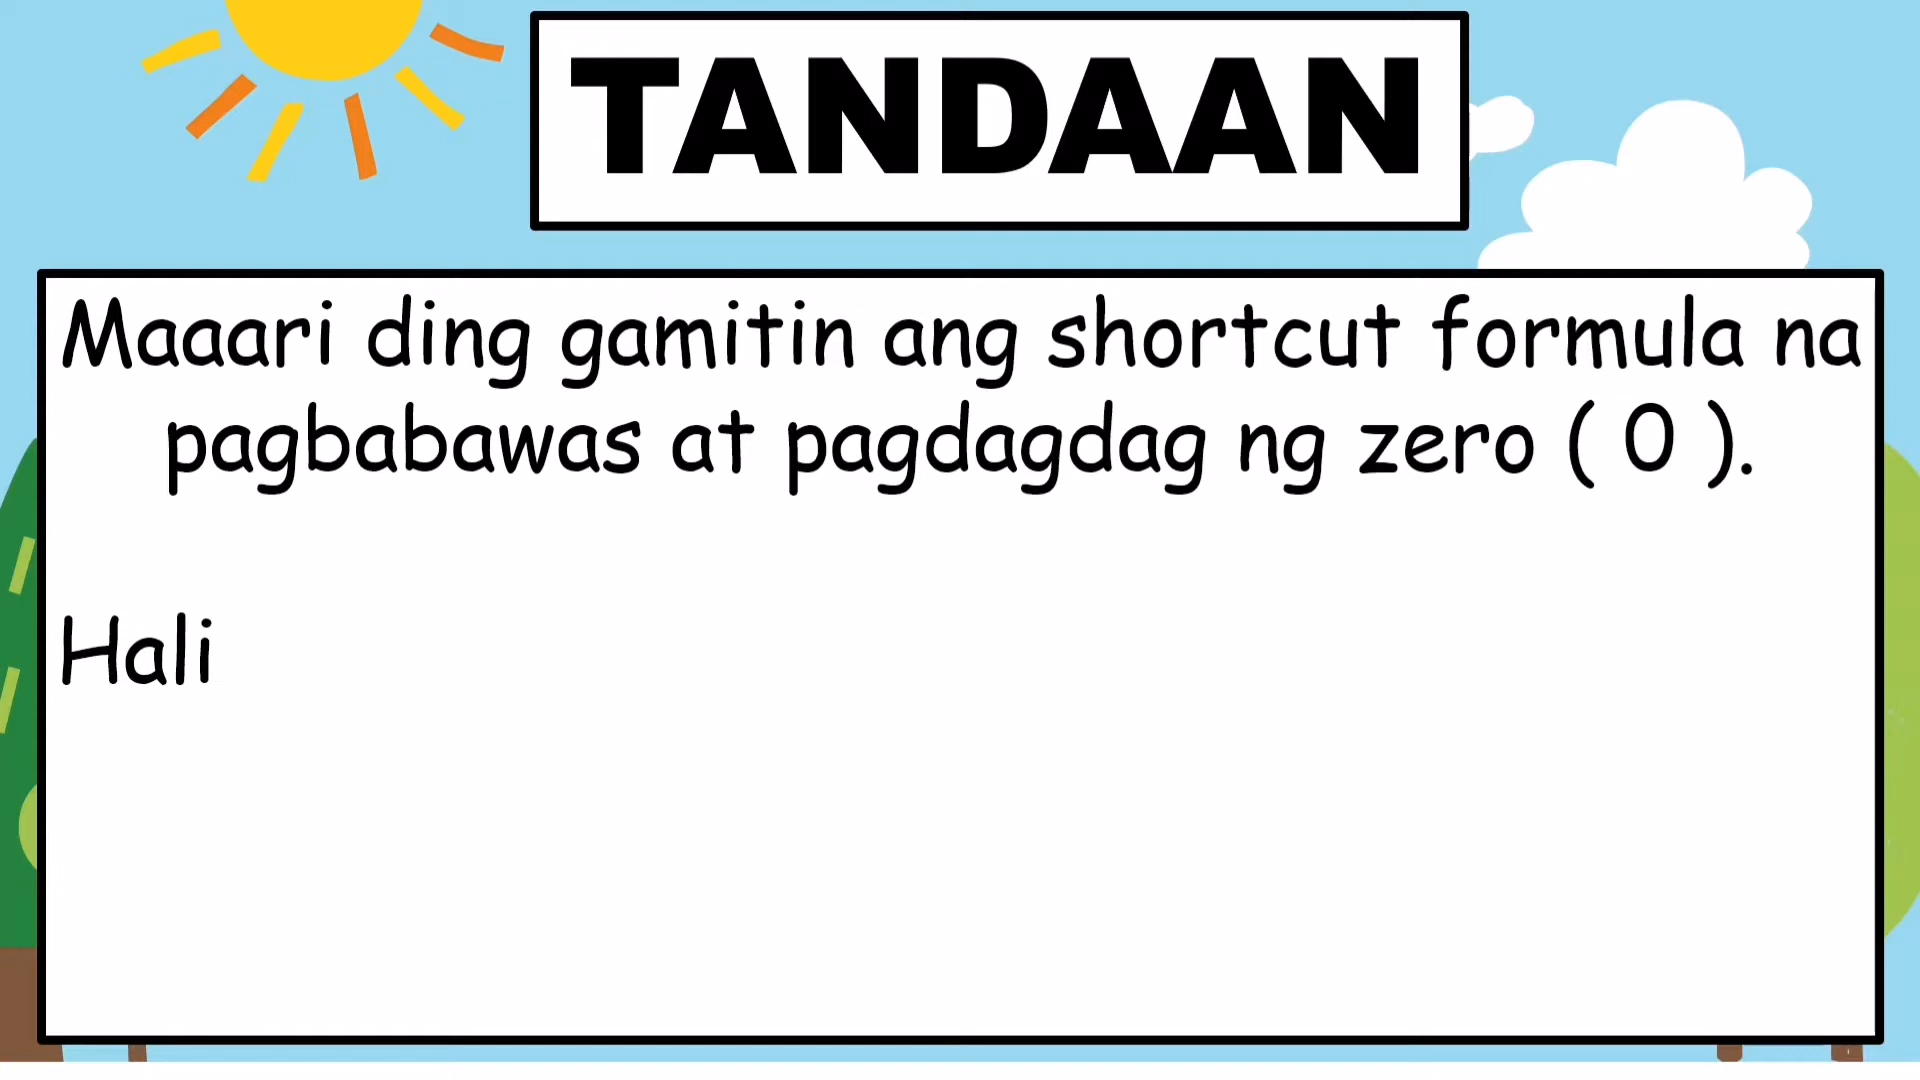 TANDAAN
Maaari ding gamitin ang shortcut formula na
pagbabawas at pagdagdag ng zero ( 0 ).
Hali